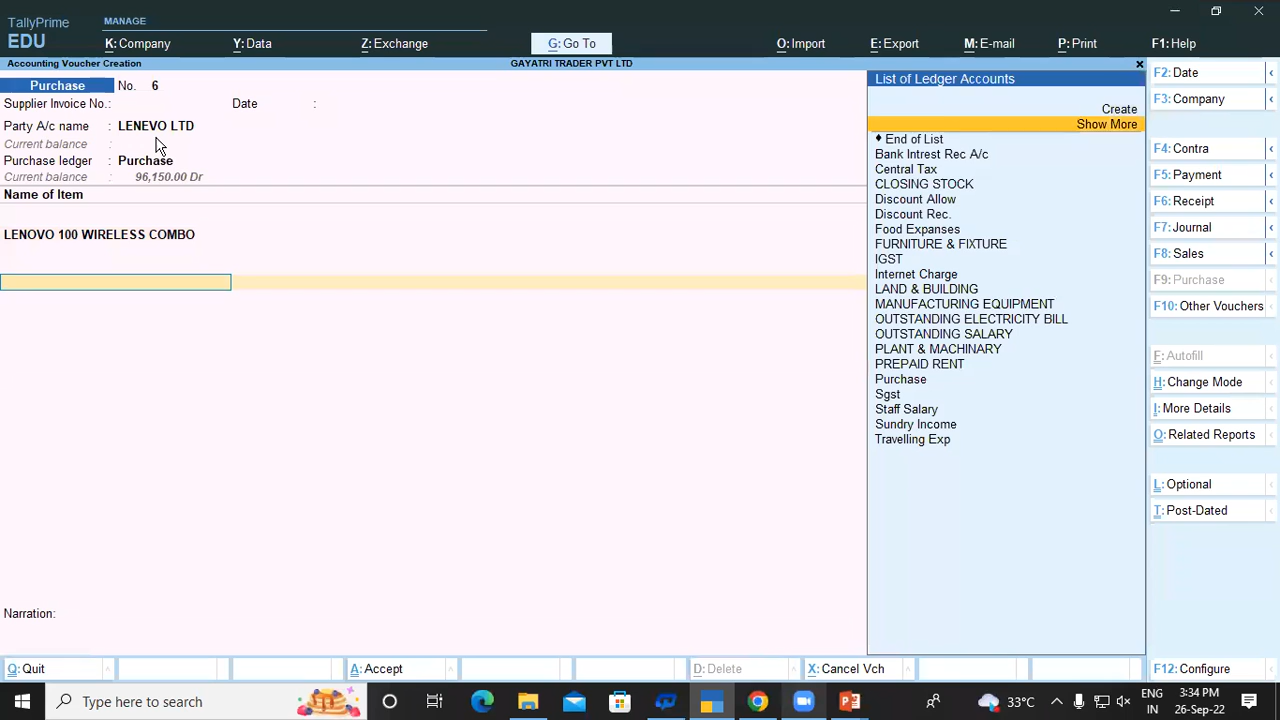 TallyPrime
EDU
MANAGE
K: Company
Y: Data
Z: Exchange
G: Go To
O: Import
E: Export
M: E-mail
P: Print
F1: Help
Accounting Voucher Creation
GAYATRI TRADER PVT LTD
Purchase No. 6
Supplier Invoice No.: Date :
Party A/c name : LENEVO LTD
Current balance :
Purchase ledger : Purchase
Current balance : 96,150.00 Dr
Name of Item
LENOVO 100 WIRELESS COMBO
Narration:
List of Ledger Accounts
Create
Show More
♦ End of List
Bank Intrest Rec A/c
Central Tax
CLOSING STOCK
Discount Allow
Discount Rec.
Food Expanses
FURNITURE & FIXTURE
IGST
Internet Charge
LAND & BUILDING
MANUFACTURING EQUIPMENT
OUTSTANDING ELECTRICITY BILL
OUTSTANDING SALARY
PLANT & MACHINARY
PREPAID RENT
Purchase
Sgst
Staff Salary
Sundry Income
Travelling Exp
F2: Date
F3: Company
F4: Contra
F5: Payment
F6: Receipt
F7: Journal
F8: Sales
F9: Purchase
F10: Other Vouchers
F: Autofill
H: Change Mode
I: More Details
O: Related Reports
L: Optional
T: Post-Dated
Q: Quit
A: Accept
D: Delete
X: Cancel Vch
F12: Configure
Type here to search
33°C
ENG
IN
3:34 PM
26-Sep-22